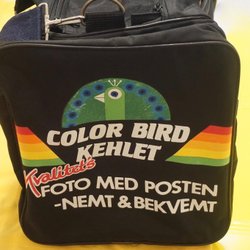 COLOR BIRD
KEHLET
Kvalitets
FOTO MED POSTEN
-NEMT & BEKVEMT